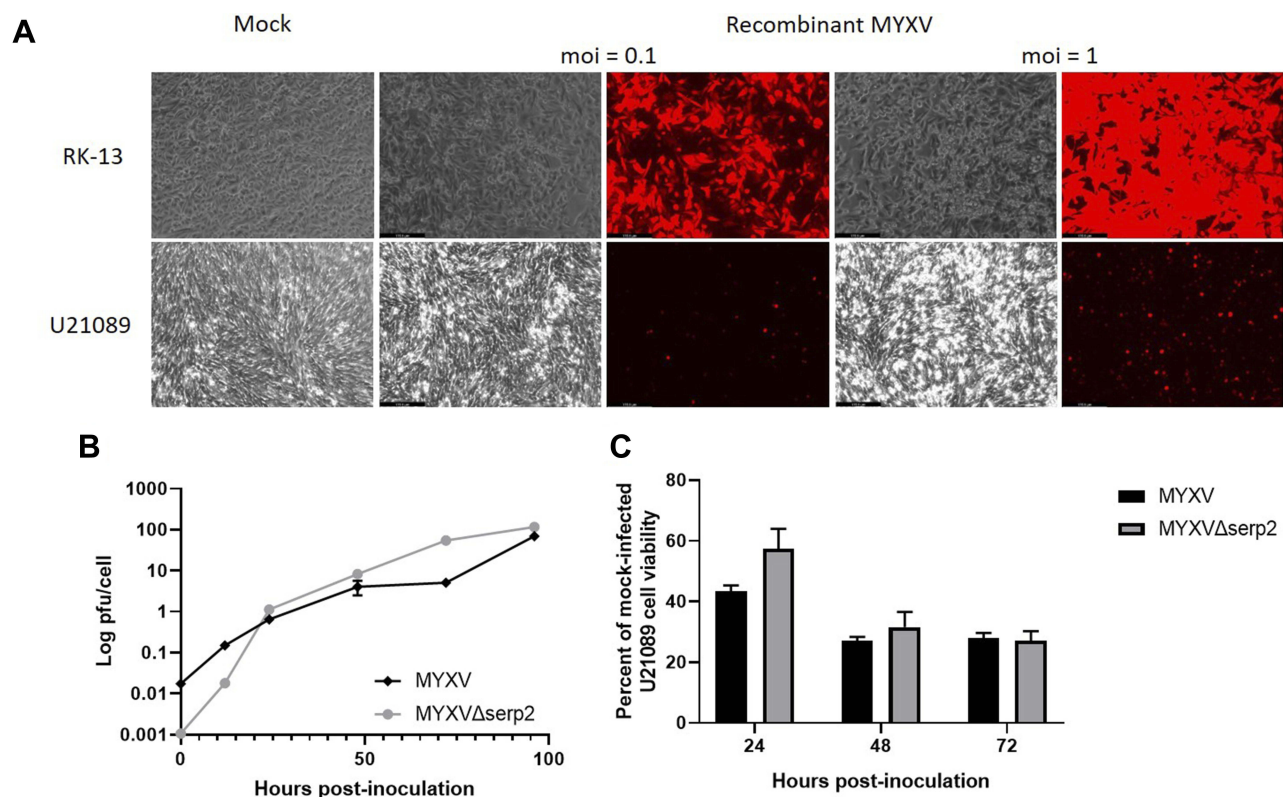 A
Mock
Recombinant MYXV
moi = 0.1
moi = 1
RK-13
U21089
B
Log pfu/cell
1000
100
10
1
0.1
0.01
0.001
0
50
100
Hours post-inoculation
MYXV
MYXVΔserp2
C
Percent of mock-infected
U21089 cell viability
80
60
40
20
0
24
48
72
Hours post-inoculation
MYXV
MYXVΔserp2